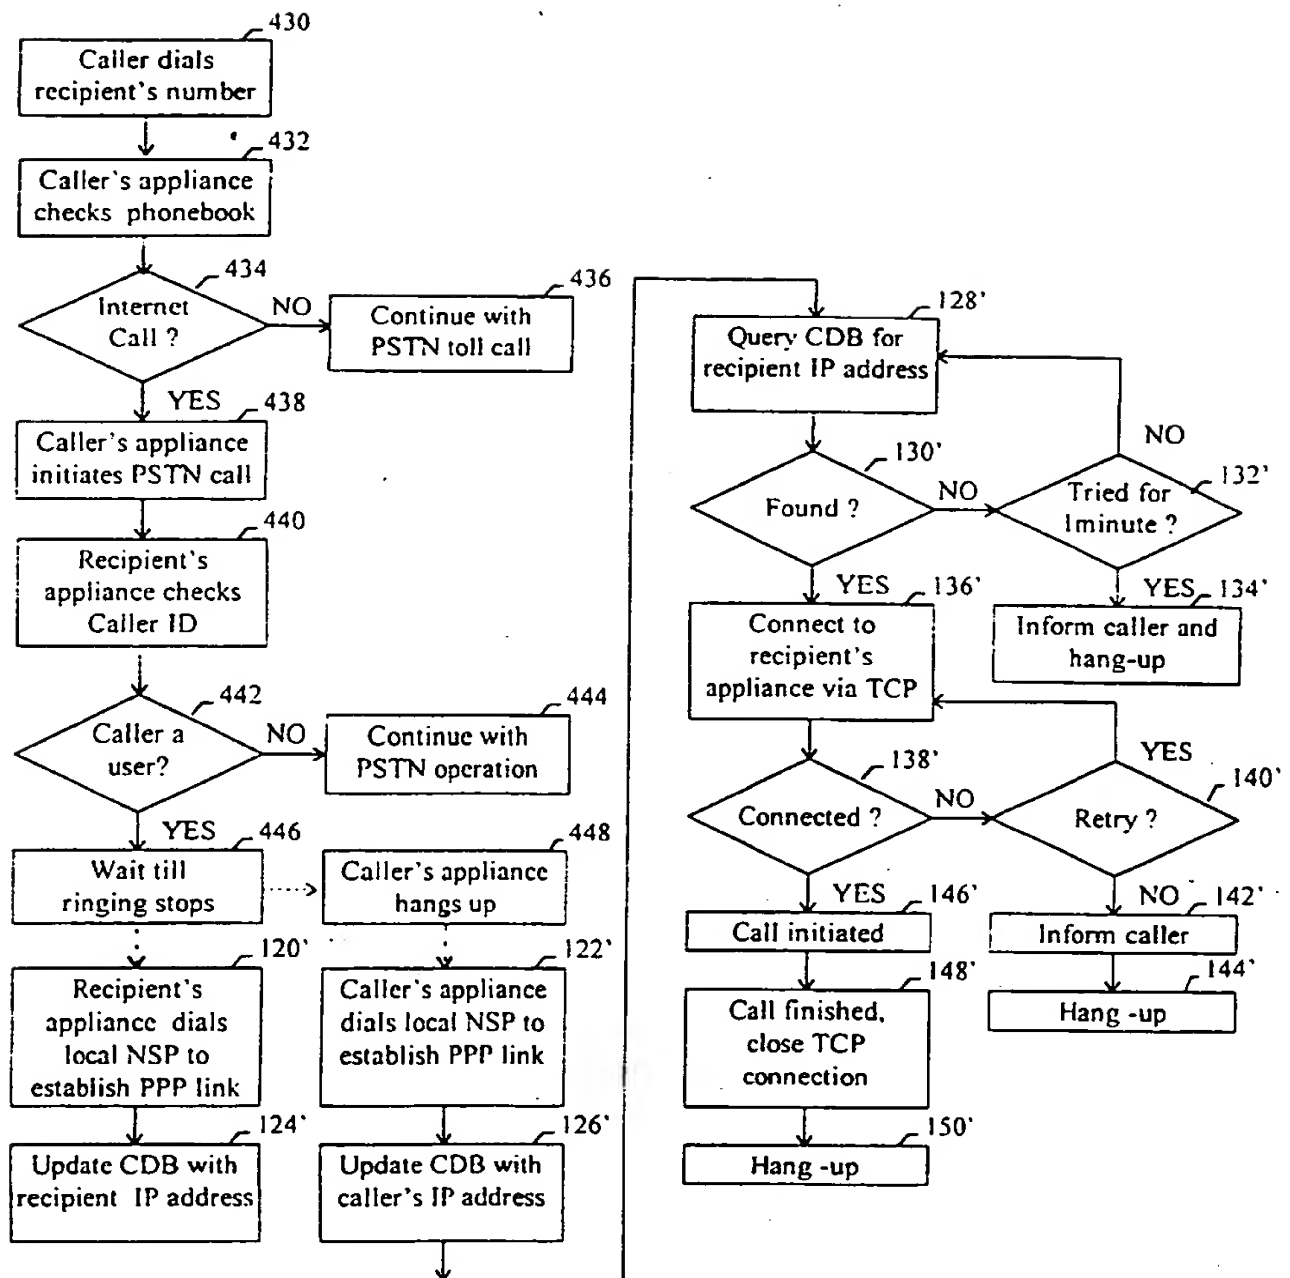 430
Caller dials
recipient's number
432
Caller's appliance
checks phonebook
434
Internet
Call ?
NO
436
Continue with
PSTN toll call
YES
438
Caller's appliance
initiates PSTN call
440
Recipient's
appliance checks
Caller ID
442
Caller a
user?
NO
444
Continue with
PSTN operation
YES
446
Wait till
ringing stops
448
Caller's appliance
hangs up
120'
Recipient's
appliance dials
local NSP to
establish PPP link
122'
Caller's appliance
dials local NSP to
establish PPP link
124'
Update CDB with
recipient IP address
126'
Update CDB with
caller's IP address
128'
Query CDB for
recipient IP address
130'
Found ?
NO
132'
Tried for
1minute ?
NO
YES
134'
Inform caller and
hang-up
YES
136'
Connect to
recipient's
appliance via TCP
138'
Connected ?
NO
140'
Retry ?
YES
NO
142'
Inform caller
144'
Hang -up
YES
146'
Call initiated
148'
Call finished,
close TCP
connection
150'
Hang -up